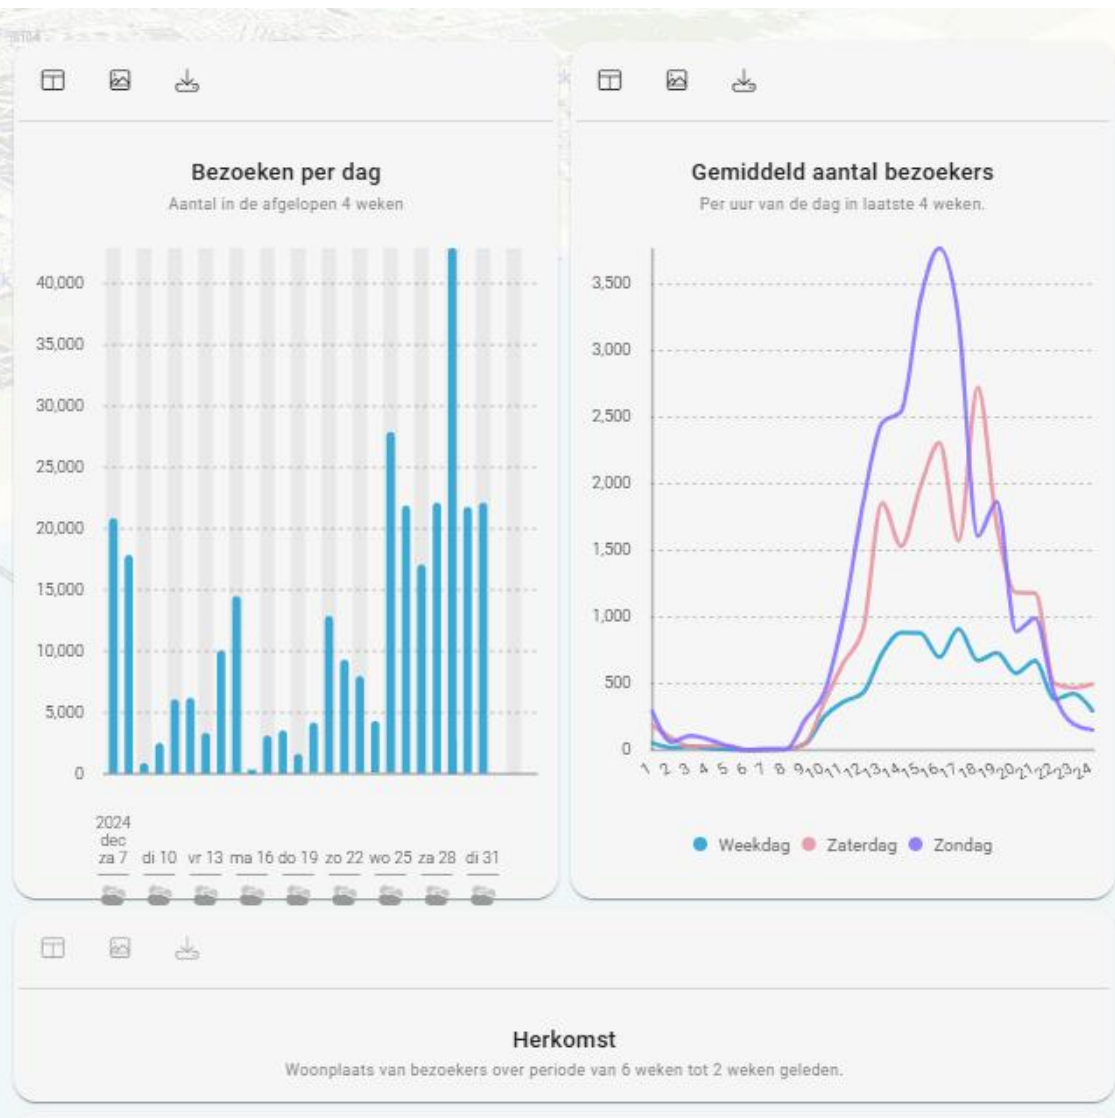 Bezoeken per dag
Aantal in de afgelopen 4 weken
40,000
35,000
30,000
25,000
20,000
15,000
10,000
5,000
0
2024
dec
za 7 di 10 vr 13 ma 16 do 19 zo 22 wo 25 za 28 di 31
Gemiddeld aantal bezoekers
Per uur van de dag in laatste 4 weken.
3,500
3,000
2,500
2,000
1,500
1,000
500
0
1 2 3 4 5 6 7 8 9 10 11 12 13 14 15 16 17 18 19 20 21 22 23 24
Weekdag Zaterdag Zondag
Herkomst
Woonplaats van bezoekers over periode van 6 weken tot 2 weken geleden.